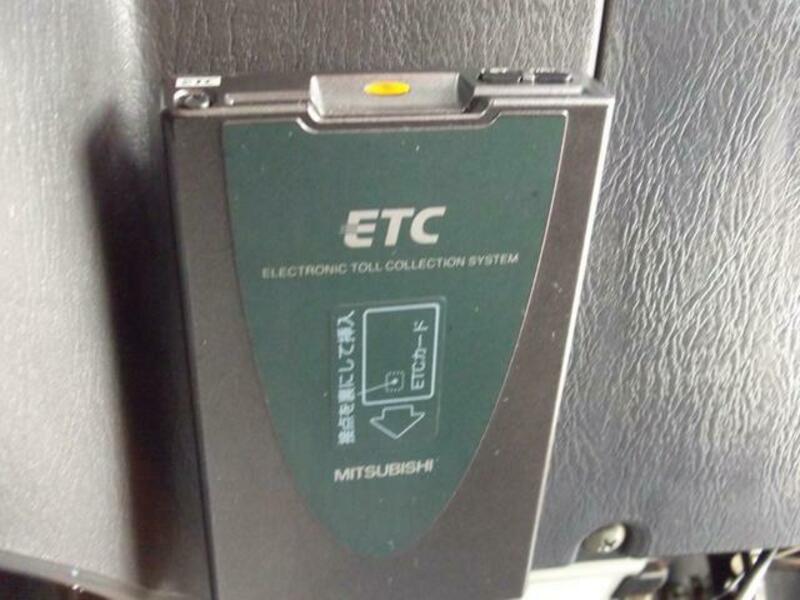 ETC
ETC
ELECTRONIC TOLL COLLECTION SYSTEM
接点を裏にして挿入
ETCカード
MITSUBISHI